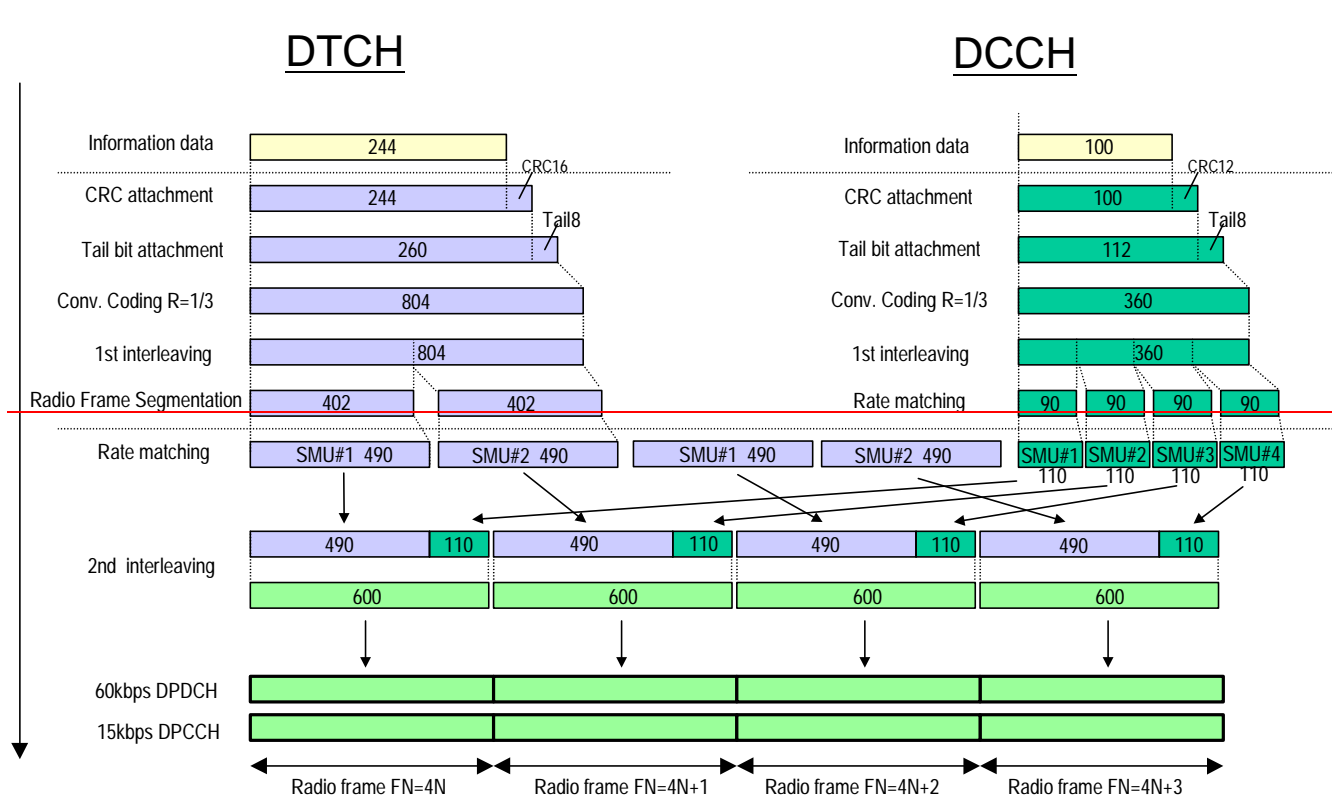 DTCH DCCH
Information data 244 Information data 100
CRC16 CRC12
CRC attachment 244 CRC attachment 100
Tail8 Tail8
Tail bit attachment 260 Tail bit attachment 112
Conv. Coding R=1/3 804 Conv. Coding R=1/3 360
1st interleaving 804 1st interleaving 360
Radio Frame Segmentation 402 402 Rate matching 90 90 90 90
Rate matching SMU#1 490 SMU#2 490 SMU#1 490 SMU#2 490 SMU#1 SMU#2 SMU#3 SMU#4
110 110 110 110
490 110 490 110 490 110 490 110
2nd interleaving
600 600 600 600
60kbps DPDCH
15kbps DPCCH
Radio frame FN=4N Radio frame FN=4N+1 Radio frame FN=4N+2 Radio frame FN=4N+3